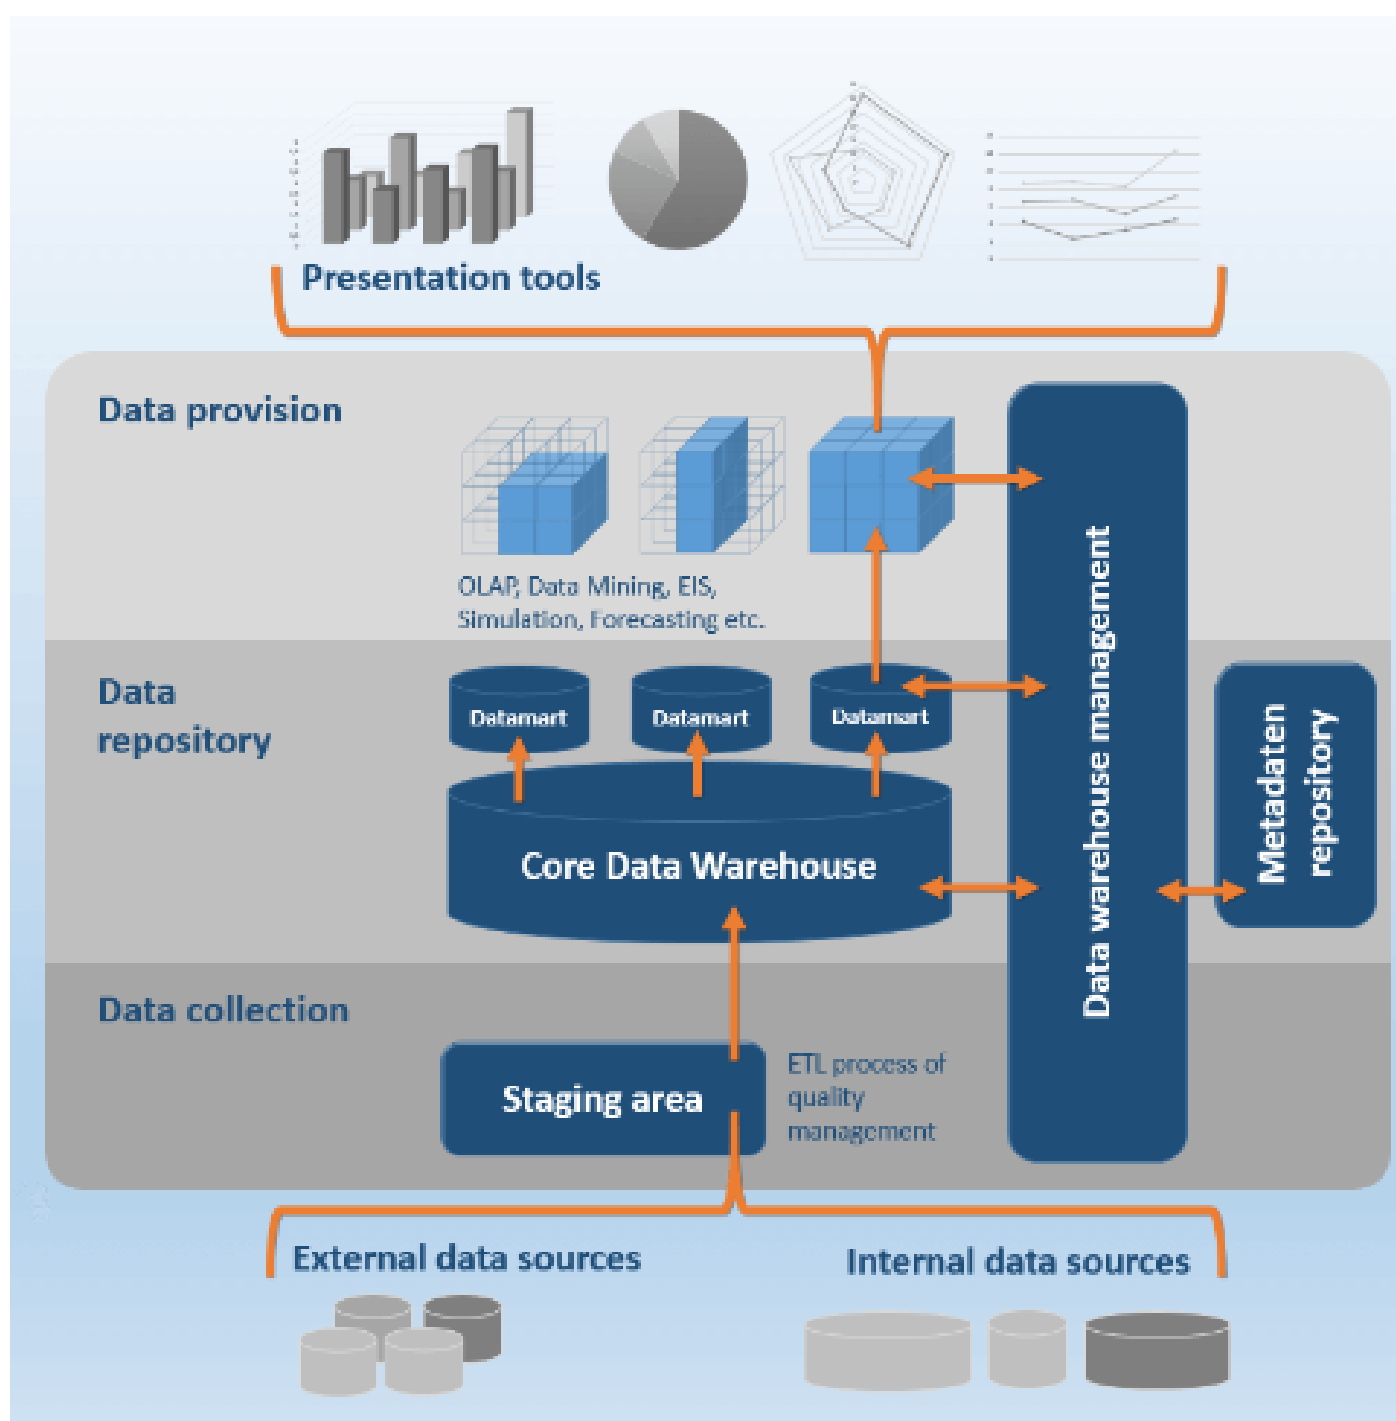 Presentation tools
Data provision
OLAP, Data Mining, EIS,
Simulation, Forecasting etc.
Data
repository
Datamart
Datamart
Datamart
Core Data Warehouse
Data warehouse management
Metadaten
repository
Data collection
Staging area
ETL process of
quality
management
External data sources
Internal data sources